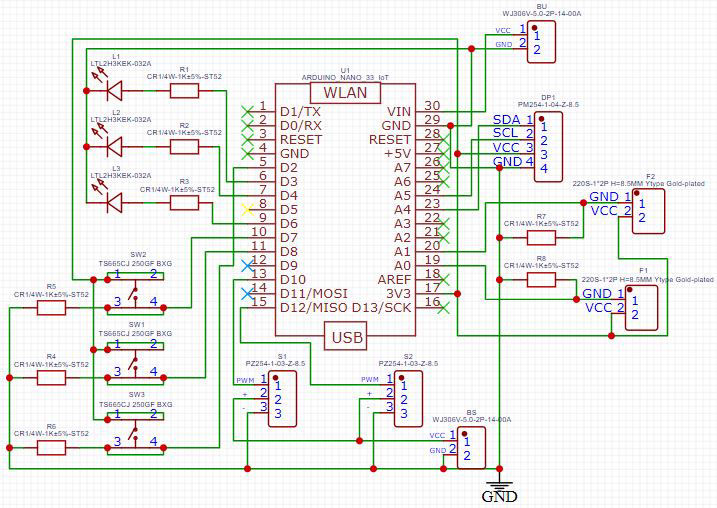 BU
WJ306V-5.0-2P-14-00A
VCC 1 1
GND 2 2
L1
LTL2H3KEK-032A
R1
CR1/4W-1K±5%-ST52
U1
ARDUINO_NANO_33_IoT
WLAN
DP1
PM254-1-04-Z-8.5
1 D1/TX VIN 30
2 D0/RX GND 29
3 RESET RESET 28
4 GND +5V 27
5 D2 A7 26
6 D3 A6 25
7 D4 A5 24
8 D5 A4 23
9 D6 A3 22
10 D7 A2 21
11 D8 A1 20
12 D9 A0 19
13 D10 AREF 18
14 D11/MOSI 3V3 17
15 D12/MISO D13/SCK 16
USB
SDA 1 1
SCL 2 2
VCC 3 3
GND 4 4
L2
LTL2H3KEK-032A
R2
CR1/4W-1K±5%-ST52
L3
LTL2H3KEK-032A
R3
CR1/4W-1K±5%-ST52
F2
220S-1*2P H=8.5MM Ytype Gold-plated
GND 1 1
VCC 2 2
R7
CR1/4W-1K±5%-ST52
R8
CR1/4W-1K±5%-ST52
F1
220S-1*2P H=8.5MM Ytype Gold-plated
GND 1 1
VCC 2 2
SW2
TS665CJ 250GF BXG
1 2
3 4
R5
CR1/4W-1K±5%-ST52
SW1
TS665CJ 250GF BXG
1 2
3 4
R4
CR1/4W-1K±5%-ST52
SW3
TS665CJ 250GF BXG
1 2
3 4
R6
CR1/4W-1K±5%-ST52
S1
PZ254-1-03-Z-8.5
PWM 1 1
+ 2 2
- 3 3
S2
PZ254-1-03-Z-8.5
PWM 1 1
+ 2 2
- 3 3
BS
WJ306V-5.0-2P-14-00A
VCC 1 1
GND 2 2
GND